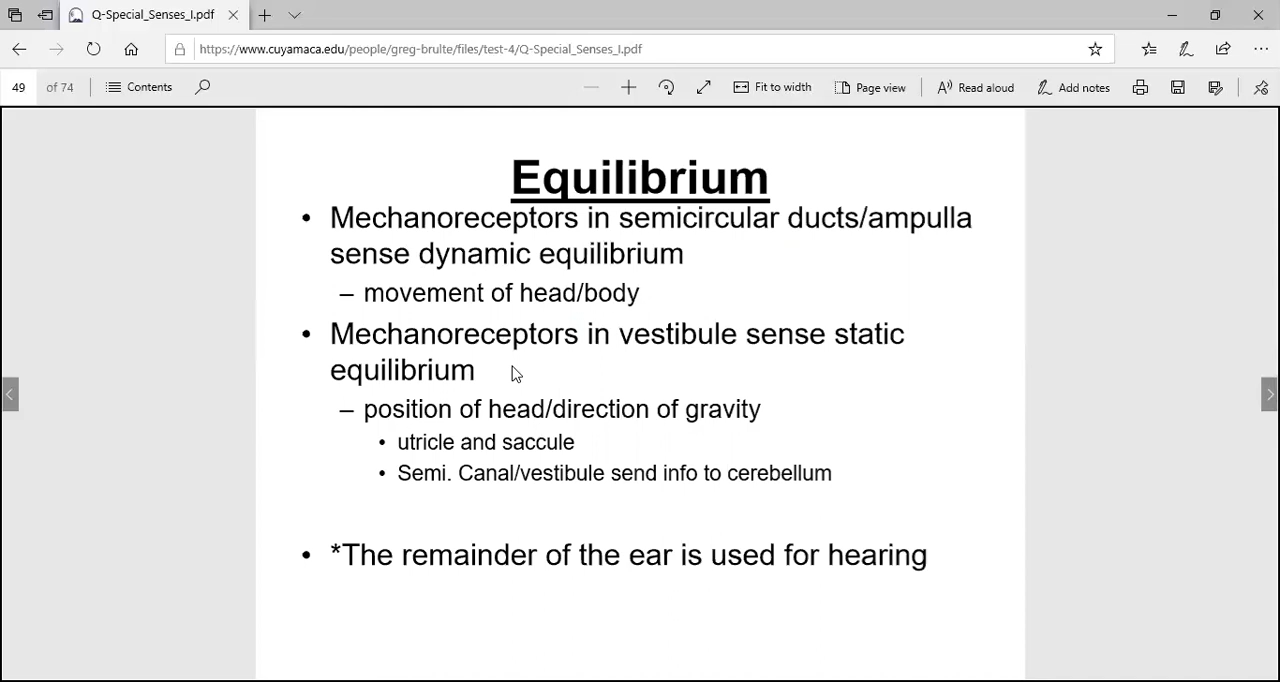 Q-Special_Senses_I.pdf
https://www.cuyamaca.edu/people/greg-brulte/files/test-4/Q-Special_Senses_I.pdf
49 of 74 Contents Fit to width Page view Read aloud Add notes
Equilibrium
• Mechanoreceptors in semicircular ducts/ampulla
sense dynamic equilibrium
– movement of head/body
• Mechanoreceptors in vestibule sense static
equilibrium
– position of head/direction of gravity
• utricle and saccule
• Semi. Canal/vestibule send info to cerebellum
• *The remainder of the ear is used for hearing